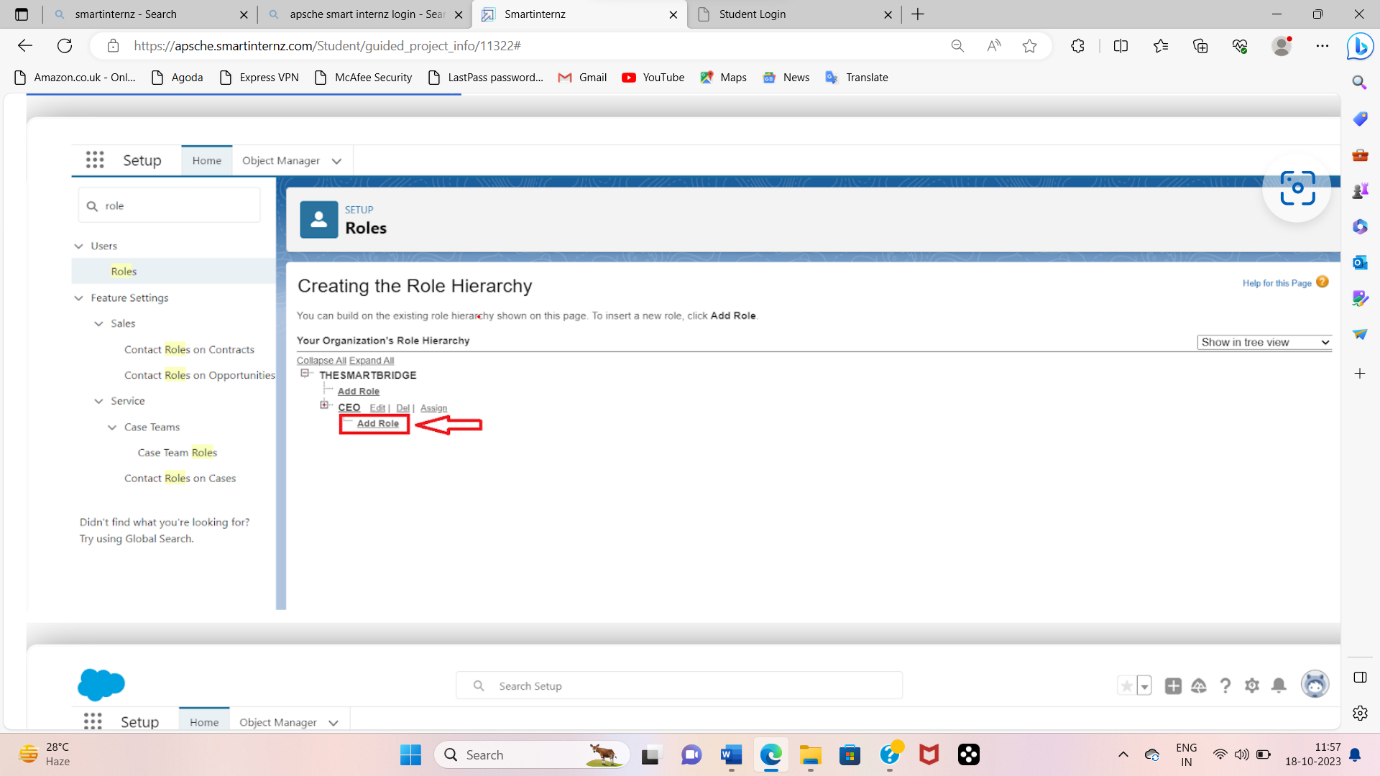 smartinternz - Search
apsche smart internz login - Sear
Smartinternz
Student Login
https://apsche.smartinternz.com/Student/guided_project_info/11322#
Amazon.co.uk - Onl...
Agoda
Express VPN
McAfee Security
LastPass password...
Gmail
YouTube
Maps
News
Translate
Setup
Home
Object Manager
role
Users
Roles
Feature Settings
Sales
Contact Roles on Contracts
Contact Roles on Opportunities
Service
Case Teams
Case Team Roles
Contact Roles on Cases
Didn't find what you're looking for?
Try using Global Search.
SETUP
Roles
Creating the Role Hierarchy
Help for this Page ?
You can build on the existing role hierarchy shown on this page. To insert a new role, click Add Role.
Your Organization's Role Hierarchy
Show in tree view
Collapse All Expand All
THESMARTBRIDGE
Add Role
CEO Edit | Del | Assign
Add Role
Search Setup
Setup
Home
Object Manager
28°C
Haze
Search
ENG
IN
11:57
18-10-2023